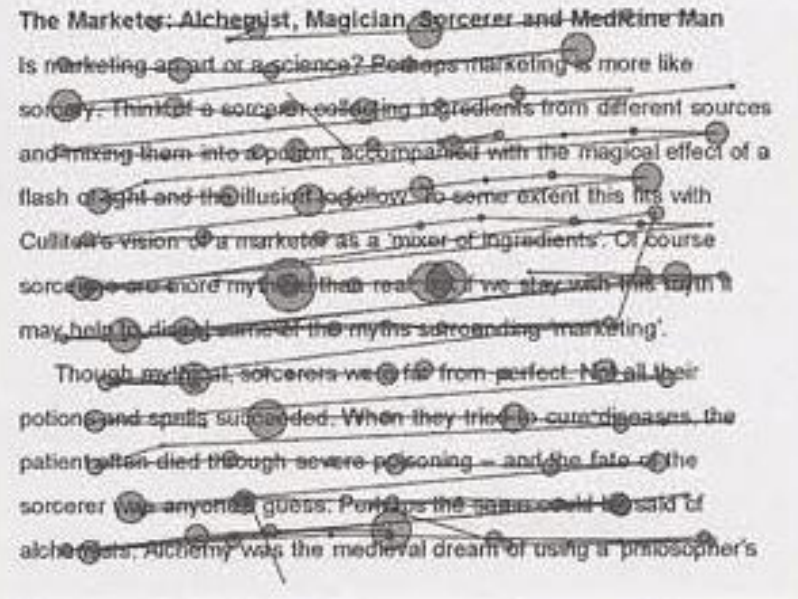 The Marketer: Alchemist, Magician, Sorcerer and Medicine Man
Is marketing an art or a science? Perhaps marketing is more like
sorcery. Think of a sorcerer collecting ingredients from different sources
and mixing them into a potion, accompanied with the magical effect of a
flash of light and the illusion to follow. To some extent this fits with
Culliton's vision of a marketer as a 'mixer of ingredients'. Of course
sorcerers are more mythical than real but if we stay with this myth it
may help to dispel some of the myths surrounding 'marketing'.
Though mythical, sorcerers were far from perfect. Not all their
potions and spells succeeded. When they tried to cure diseases, the
patient often died through severe poisoning – and the fate of the
sorcerer was anyone's guess. Perhaps the same could be said of
alchemists. Alchemy was the medieval dream of using a 'philosopher's